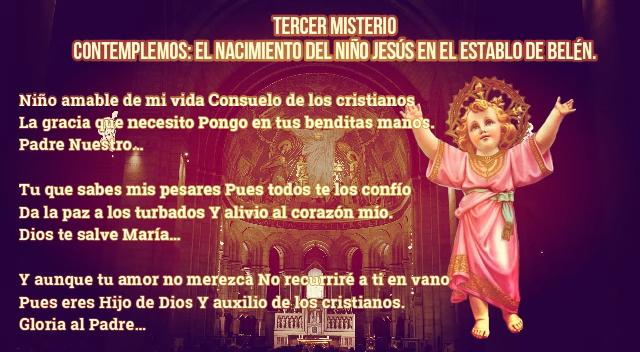 TERCER MISTERIO
CONTEMPLEMOS: EL NACIMIENTO DEL NIÑO JESÚS EN EL ESTABLO DE BELÉN.
Niño amable de mi vida Consuelo de los cristianos
La gracia que necesito Pongo en tus benditas manos.
Padre Nuestro...
Tu que sabes mis pesares Pues todos te los confío
Da la paz a los turbados Y alivio al corazón mío.
Dios te salve María...
Y aunque tu amor no merezca No recurriré a ti en vano
Pues eres Hijo de Dios Y auxilio de los cristianos.
Gloria al Padre...